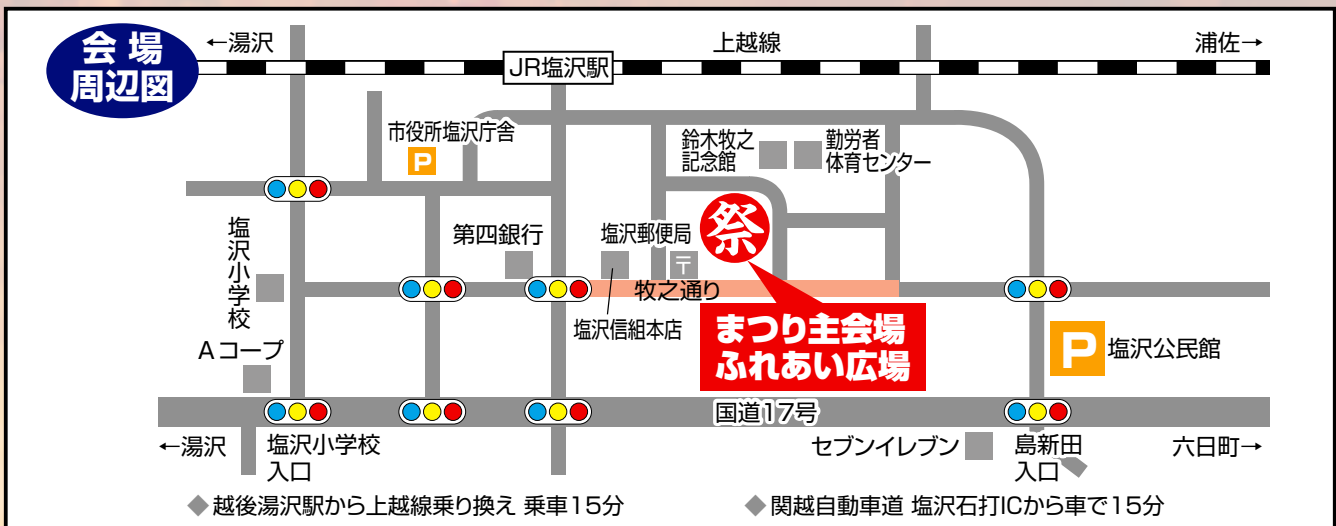 会場
周辺図
←湯沢
上越線
浦佐→
JR塩沢駅
市役所塩沢庁舎
P
鈴木牧之
記念館
勤労者
体育センター
塩沢小学校
第四銀行
塩沢郵便局
〒
祭
牧之通り
塩沢信組本店
まつり主会場
ふれあい広場
Aコープ
P
塩沢公民館
国道17号
←湯沢
塩沢小学校
入口
セブンイレブン
島新田
入口
六日町→
◆越後湯沢駅から上越線乗り換え 乗車15分
◆関越自動車道 塩沢石打ICから車で15分